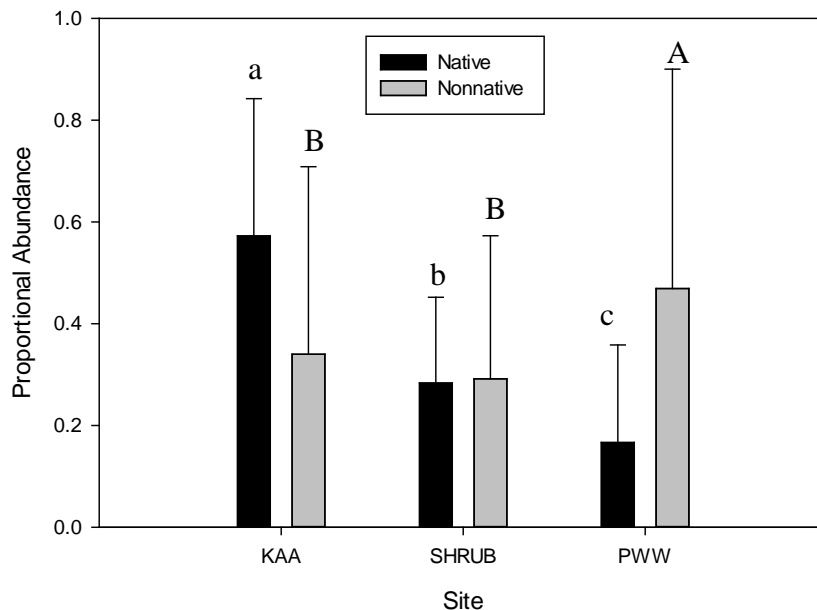 Proportional Abundance
1.0
0.8
0.6
0.4
0.2
0.0
Native
Nonnative
a
B
b
B
c
A
KAA
SHRUB
PWW
Site